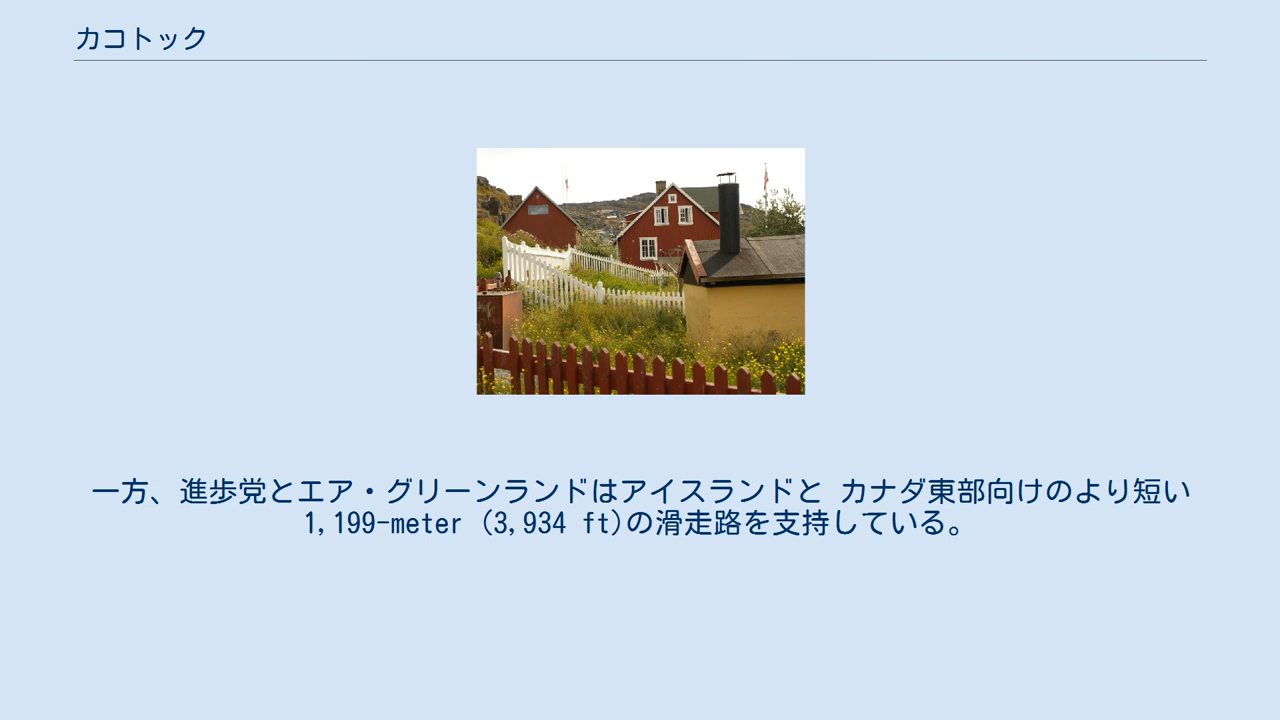 カコトック
一方、進歩党とエア・グリーンランドはアイスランドと カナダ東部向けのより短い
1,199-meter (3,934 ft)の滑走路を支持している。